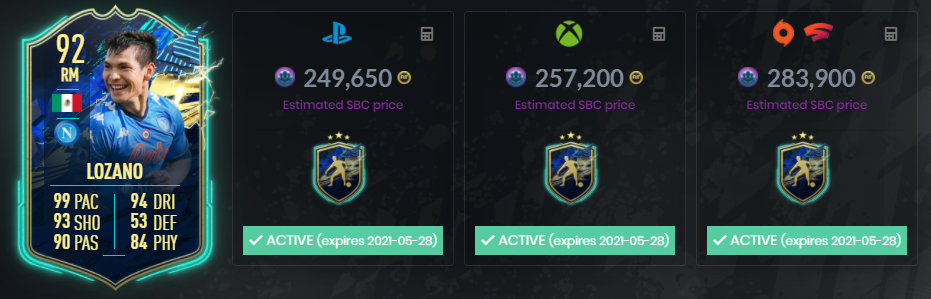 92
RM
LOZANO
99 PAC
94 DRI
93 SHO
53 DEF
90 PAS
84 PHY
249,650
Estimated SBC price
ACTIVE (expires 2021-05-28)
257,200
Estimated SBC price
ACTIVE (expires 2021-05-28)
283,900
Estimated SBC price
ACTIVE (expires 2021-05-28)